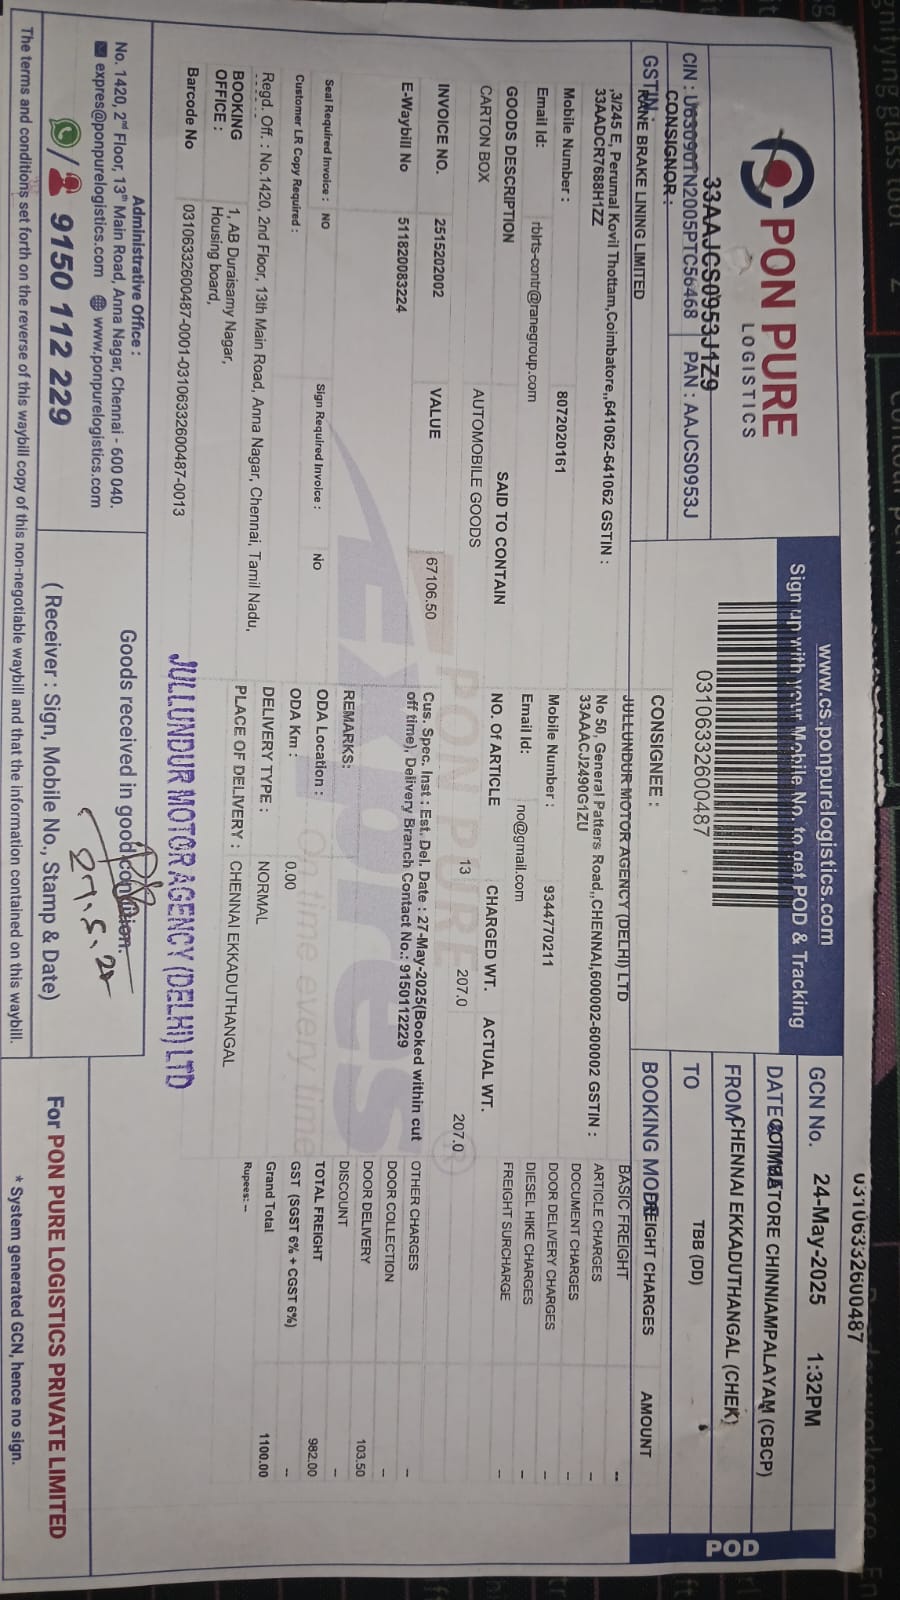 03106332600487
PON PURE
LOGISTICS
33AAJCS0953J1Z9
CIN : U63090TN2005PTC56468 PAN : AAJCS0953J
GSTIN :
www.cs.ponpurelogistics.com
Sign up with your Mobile No. to get POD & Tracking
03106332600487
GCN No. 24-May-2025 1:32PM
DATE & TIME
COIMBATORE CHINNIAMPALAYAM (CBCP)
FROM CHENNAI EKKADUTHANGAL (CHEK)
TO TBB (DD)
POD
CONSIGNOR :
RANE BRAKE LINING LIMITED
,3/245 E, Perumal Kovil Thottam,Coimbatore,,641062-641062 GSTIN :
33AADCR7688H1ZZ
Mobile Number : 8072020161
Email Id: rblrts-contr@ranegroup.com
CONSIGNEE :
JULLUNDUR MOTOR AGENCY (DELHI) LTD
No 50, General Patters Road,,CHENNAI,600002-600002 GSTIN :
33AAACJ2490G1ZU
Mobile Number : 9344770211
Email Id: no@gmail.com
BOOKING MODE
FREIGHT CHARGES AMOUNT
BASIC FREIGHT --
ARTICLE CHARGES –
DOCUMENT CHARGES –
DOOR DELIVERY CHARGES –
DIESEL HIKE CHARGES –
FREIGHT SURCHARGE –
GOODS DESCRIPTION SAID TO CONTAIN NO. OF ARTICLE CHARGED WT. ACTUAL WT.
CARTON BOX AUTOMOBILE GOODS 13 207.0 207.0
INVOICE NO. 2515202002 VALUE 67106.50
E-Waybill No 511820083224
Cus. Spec. Inst : Est. Del. Date : 27-May-2025(Booked within cut
off time), Delivery Branch Contact No.: 9150112229
OTHER CHARGES –
DOOR COLLECTION –
DOOR DELIVERY 103.50
DISCOUNT –
TOTAL FREIGHT 982.00
GST (SGST 6% + CGST 6%) --
Grand Total 1100.00
Rupees: --
REMARKS:
Seal Required Invoice : NO Sign Required Invoice : No
ODA Location :
Customer LR Copy Required :
ODA Km : 0.00
Regd. Off. : No.1420, 2nd Floor, 13th Main Road, Anna Nagar, Chennai, Tamil Nadu,
DELIVERY TYPE : NORMAL
BOOKING OFFICE : 1, AB Duraisamy Nagar,
Housing board,
PLACE OF DELIVERY : CHENNAI EKKADUTHANGAL
Barcode No 03106332600487-0001-03106332600487-0013
PON PURE
Express
On time every time
®
JULLUNDUR MOTOR AGENCY (DELHI) LTD
Administrative Office :
No. 1420, 2nd Floor, 13th Main Road, Anna Nagar, Chennai - 600 040.
expres@ponpurelogistics.com www.ponpurelogistics.com
/ 9150 112 229
Goods received in good condition.
27.5.25
( Receiver : Sign, Mobile No., Stamp & Date)
For PON PURE LOGISTICS PRIVATE LIMITED
* System generated GCN, hence no sign.
The terms and conditions set forth on the reverse of this waybill copy of this non-negotiable waybill and that the information contained on this waybill.